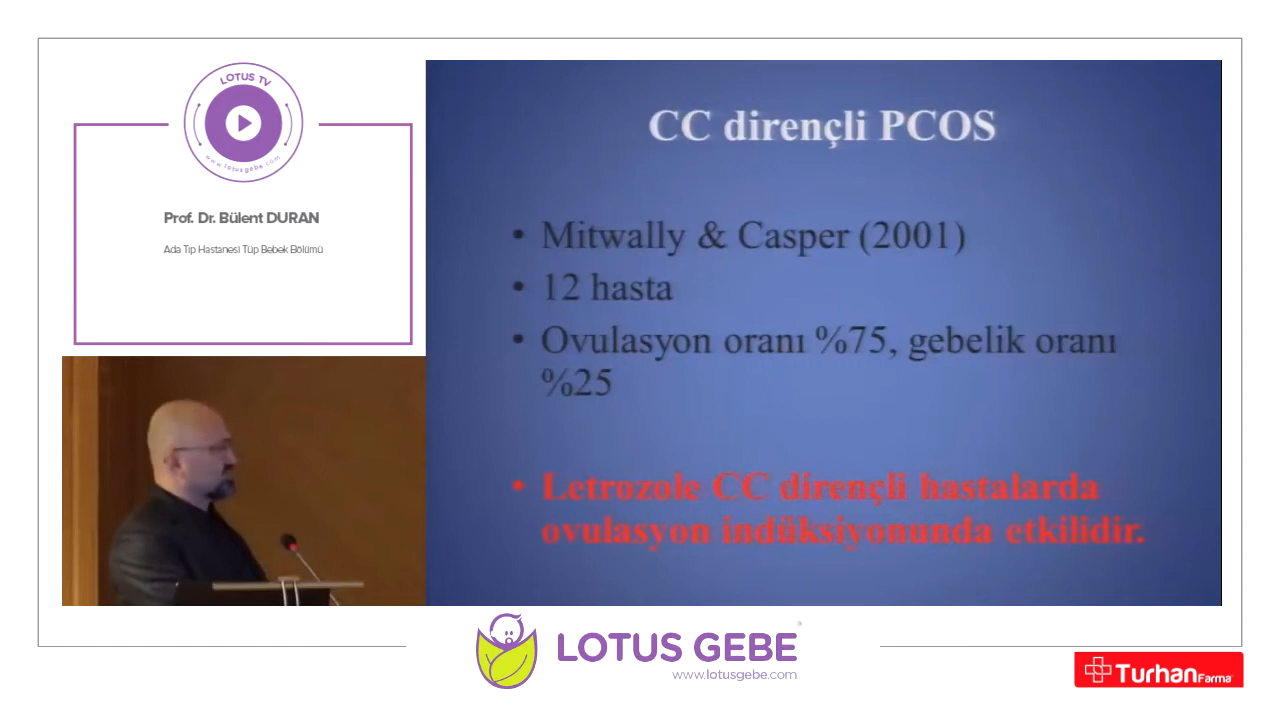 LOTUS TV
www.lotusgebe.com
Prof. Dr. Bülent DURAN
Ada Tıp Hastanesi Tüp Bebek Bölümü
CC dirençli PCOS
• Mitwally & Casper (2001)
• 12 hasta
• Ovulasyon oranı %75, gebelik oranı
%25
• Letrozole CC dirençli hastalarda
ovulasyon indüksiyonunda etkilidir.
LOTUS GEBE
www.lotusgebe.com
Turhan Farma